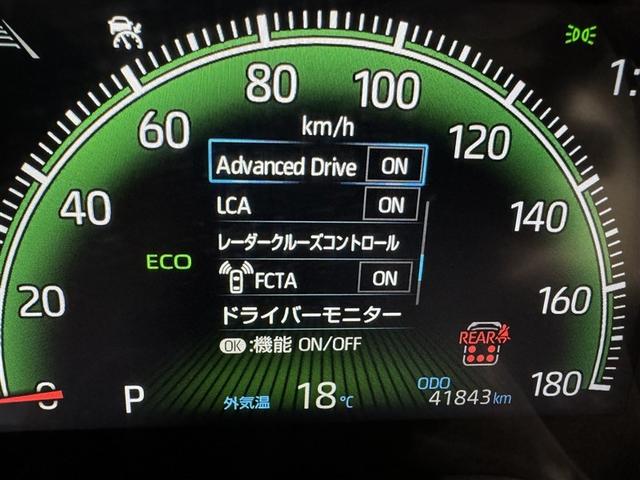 80
100
60
km/h
120
Advanced Drive ON
40
LCA ON
140
レーダークルーズコントロール
ECO
FCTA ON
20
160
ドライバーモニター
REAR
OK:機能 ON/OFF
180
P
外気温 18℃
ODO
41843km